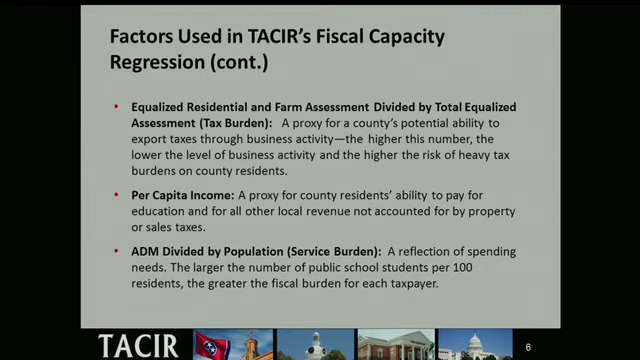 Factors Used in TACIR's Fiscal Capacity
Regression (cont.)
• Equalized Residential and Farm Assessment Divided by Total Equalized
Assessment (Tax Burden): A proxy for a county's potential ability to
export taxes through business activity—the higher this number, the
lower the level of business activity and the higher the risk of heavy tax
burdens on county residents.
• Per Capita Income: A proxy for county residents' ability to pay for
education and for all other local revenue not accounted for by property
or sales taxes.
• ADM Divided by Population (Service Burden): A reflection of spending
needs. The larger the number of public school students per 100
residents, the greater the fiscal burden for each taxpayer.
TACIR
6